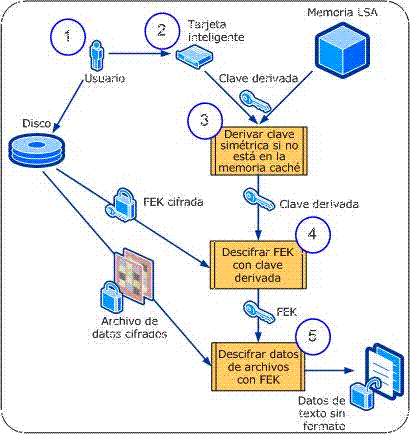 1
2
Tarjeta
inteligente
Memoria LSA
Usuario
Clave derivada
Disco
3
Derivar clave
simétrica si no
está en la
memoria caché
FEK cifrada
Clave derivada
4
Descifrar FEK
con clave
derivada
Archivo de
datos cifrados
FEK
5
Descifrar datos
de archivos
con FEK
Datos de
texto sin
formato